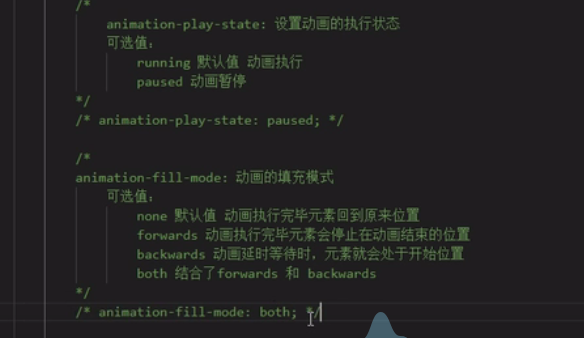 /*
animation-play-state: 设置动画的执行状态
可选值：
running 默认值 动画执行
paused 动画暂停
*/
/* animation-play-state: paused; */
/*
animation-fill-mode: 动画的填充模式
可选值：
none 默认值 动画执行完毕元素回到原来位置
forwards 动画执行完毕元素会停止在动画结束的位置
backwards 动画延时等待时，元素就会处于开始位置
both 结合了forwards 和 backwards
*/
/* animation-fill-mode: both; */